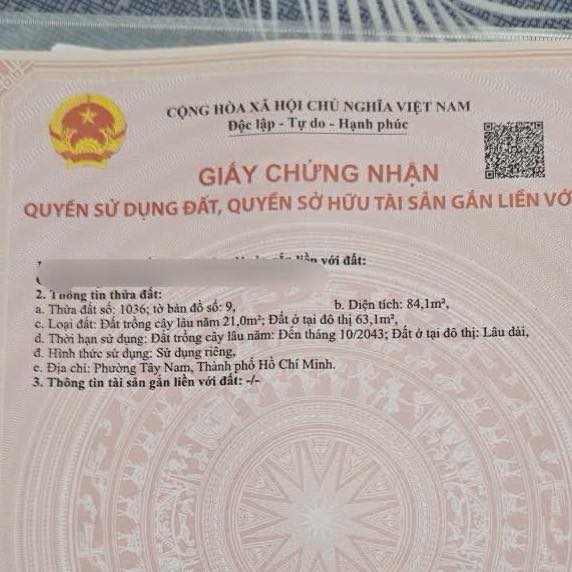 CỘNG HÒA XÃ HỘI CHỦ NGHĨA VIỆT NAM
Độc lập - Tự do - Hạnh phúc
GIẤY CHỨNG NHẬN
QUYỀN SỬ DỤNG ĐẤT, QUYỀN SỞ HỮU TÀI SẢN GẮN LIỀN VỚ
liền với đất:
2. Thông tin thửa đất:
a. Thửa đất số: 1036; tờ bản đồ số: 9, b. Diện tích: 84,1m²,
c. Loại đất: Đất trồng cây lâu năm 21,0m²; Đất ở tại đô thị 63,1m²,
d. Thời hạn sử dụng: Đất trồng cây lâu năm: Đến tháng 10/2043; Đất ở tại đô thị: Lâu dài,
đ. Hình thức sử dụng: Sử dụng riêng,
e. Địa chỉ: Phường Tây Nam, Thành phố Hồ Chí Minh.
3. Thông tin tài sản gắn liền với đất: -/-